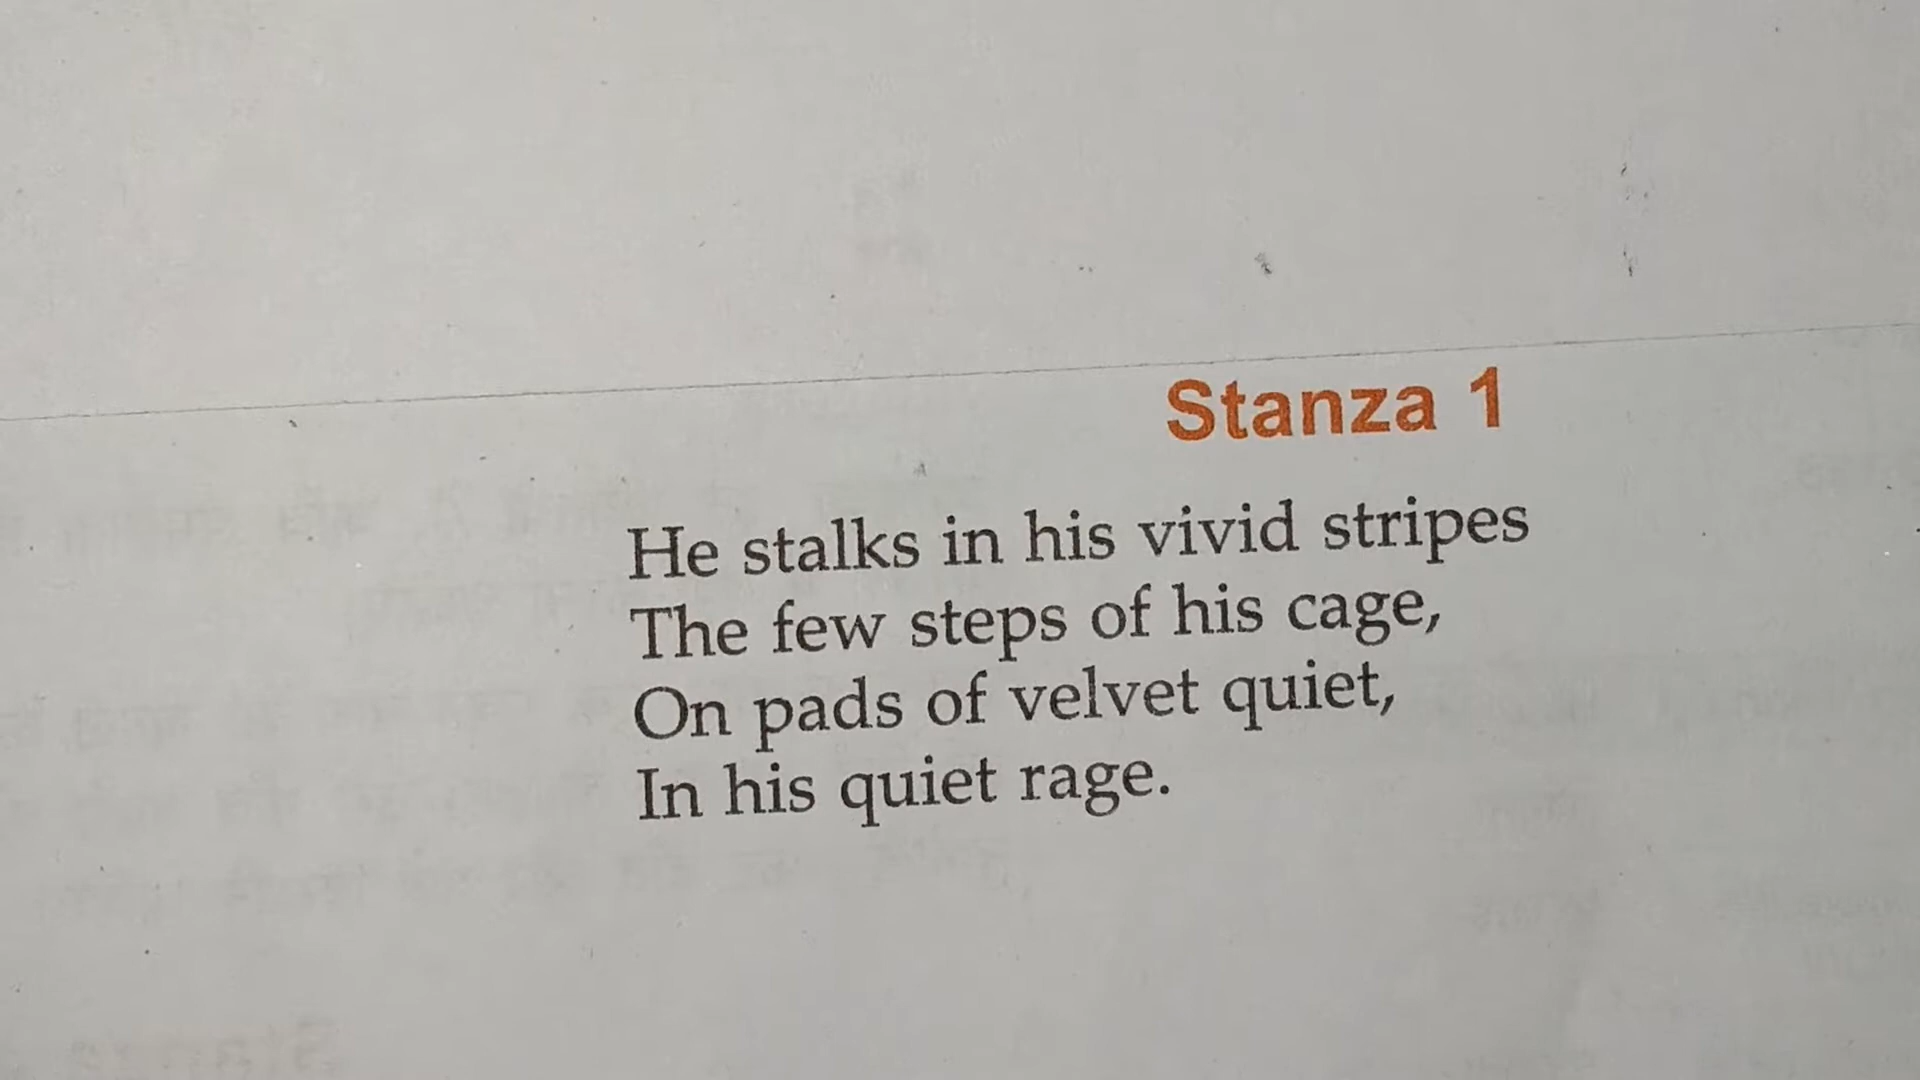 Stanza 1
He stalks in his vivid stripes
The few steps of his cage,
On pads of velvet quiet,
In his quiet rage.